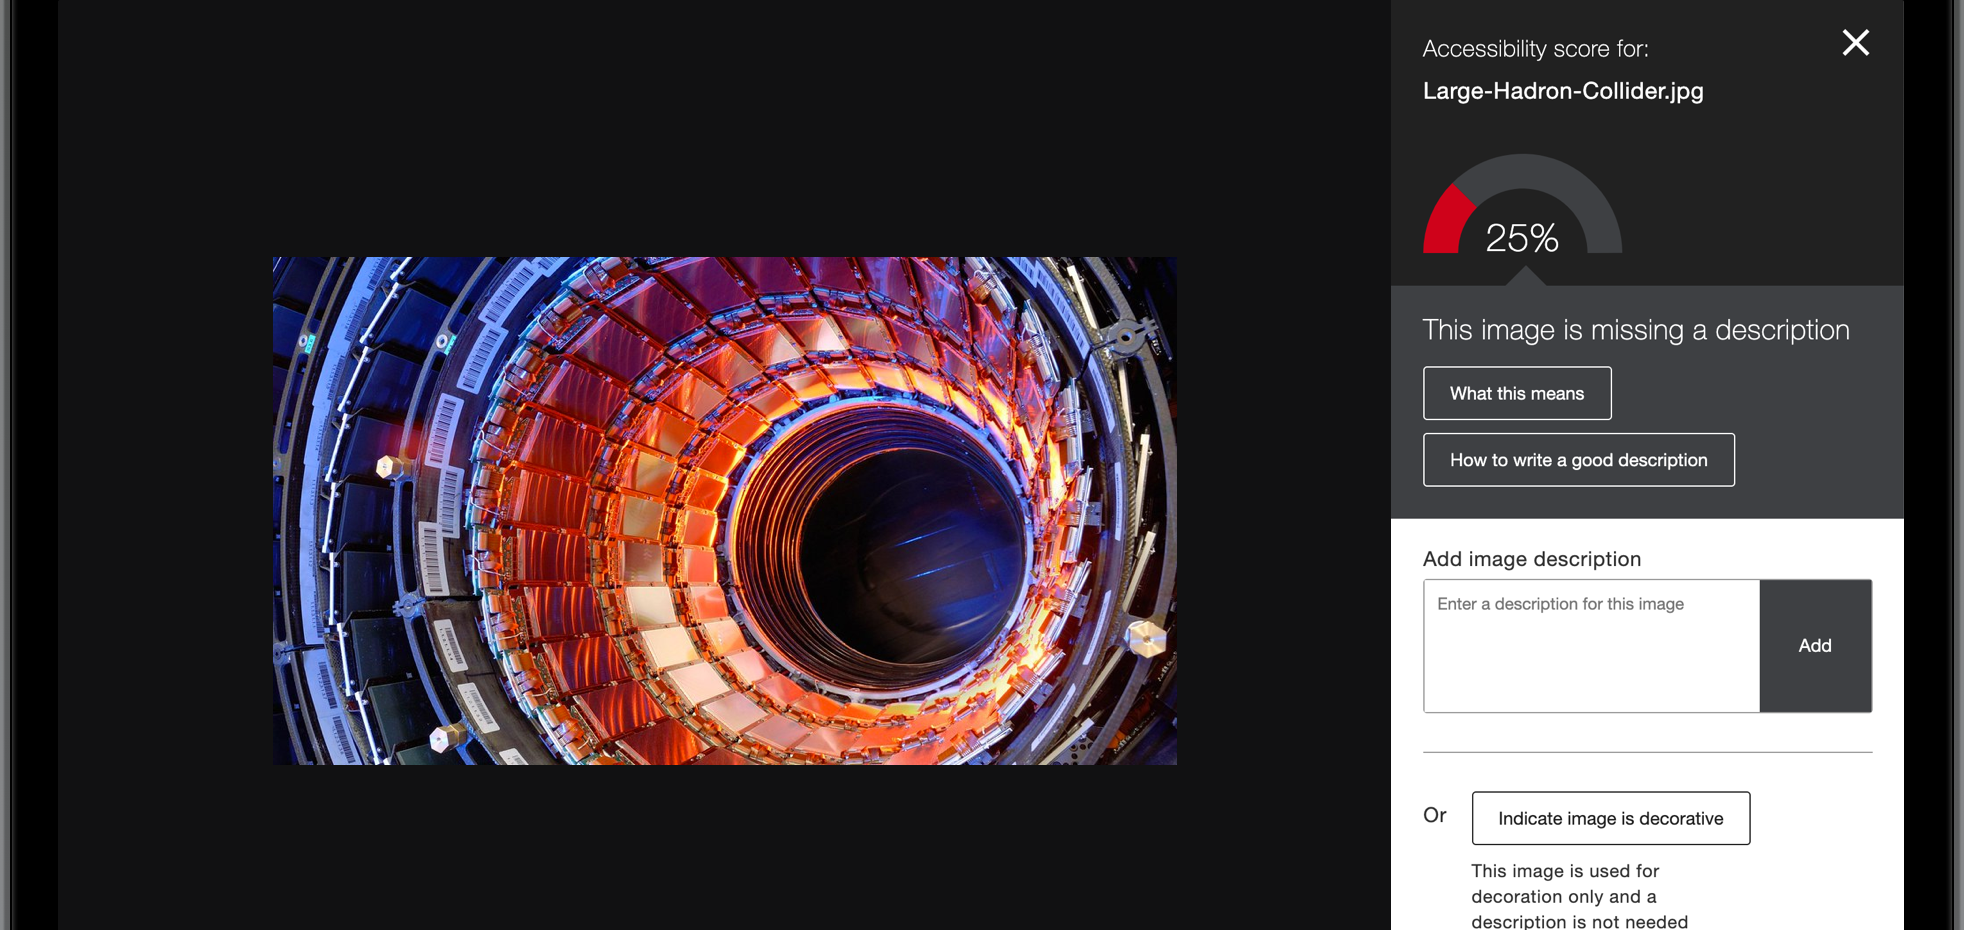 Accessibility score for:
Large-Hadron-Collider.jpg
25%
This image is missing a description
What this means
How to write a good description
Add image description
Enter a description for this image
Add
Or
Indicate image is decorative
This image is used for
decoration only and a
description is not needed